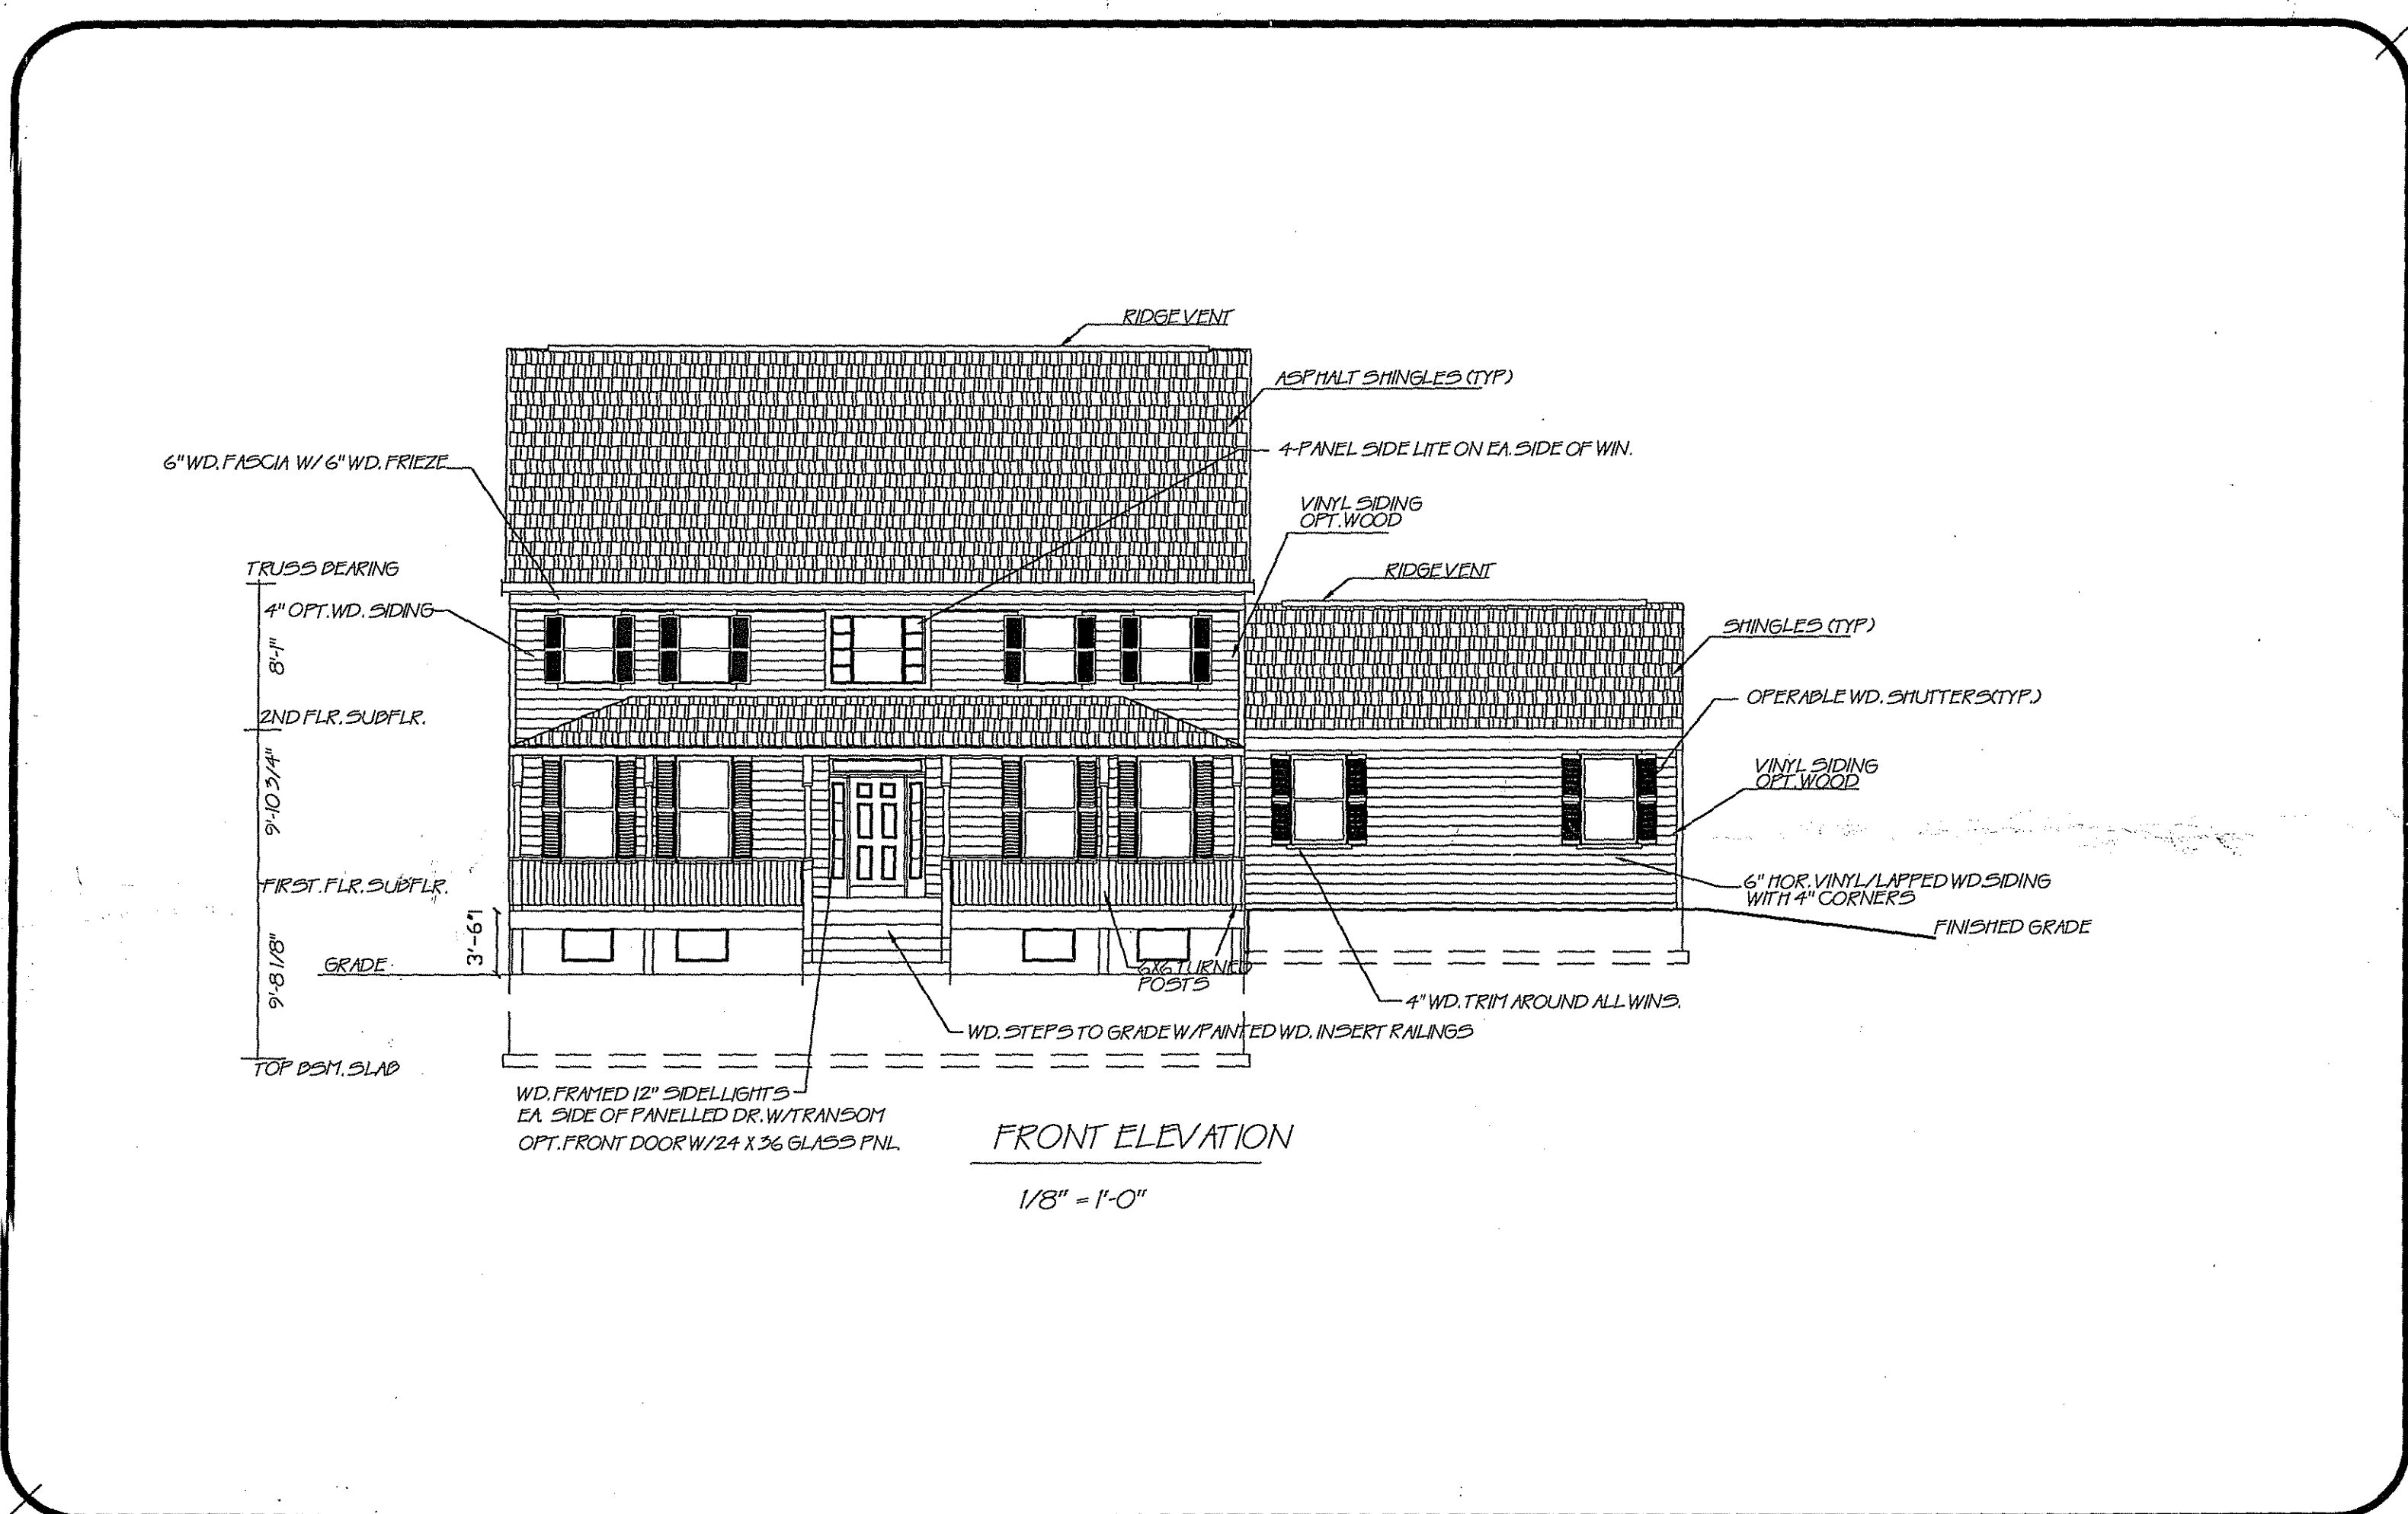 RIDGEVENT
ASPHALT SHINGLES (TYP)
4-PANEL SIDE LITE ON EA. SIDE OF WIN.
6" WD. FASCIA W/ 6" WD. FRIEZE
VINYL SIDING
OPT. WOOD
TRUSS BEARING
RIDGEVENT
4" OPT. WD. SIDING
SHINGLES (TYP)
8'-1"
OPERABLE WD. SHUTTERS(TYP.)
2ND FLR. SUBFLR.
VINYL SIDING
OPT. WOOD
9'-10 3/4"
FIRST. FLR. SUBFLR.
6" HOR. VINYL/LAPPED WD. SIDING
WITH 4" CORNERS
FINISHED GRADE
3'-6"
GRADE
9'-8 1/8"
6X6 TURNED
POSTS
4" WD. TRIM AROUND ALL WINS.
WD. STEPS TO GRADE W/PAINTED WD. INSERT RAILINGS
TOP BSM. SLAB
WD. FRAMED 12" SIDELLIGHTS
EA. SIDE OF PANELLED DR. W/TRANSOM
OPT. FRONT DOOR W/24 X 36 GLASS PNL.
FRONT ELEVATION
1/8" = 1'-0"